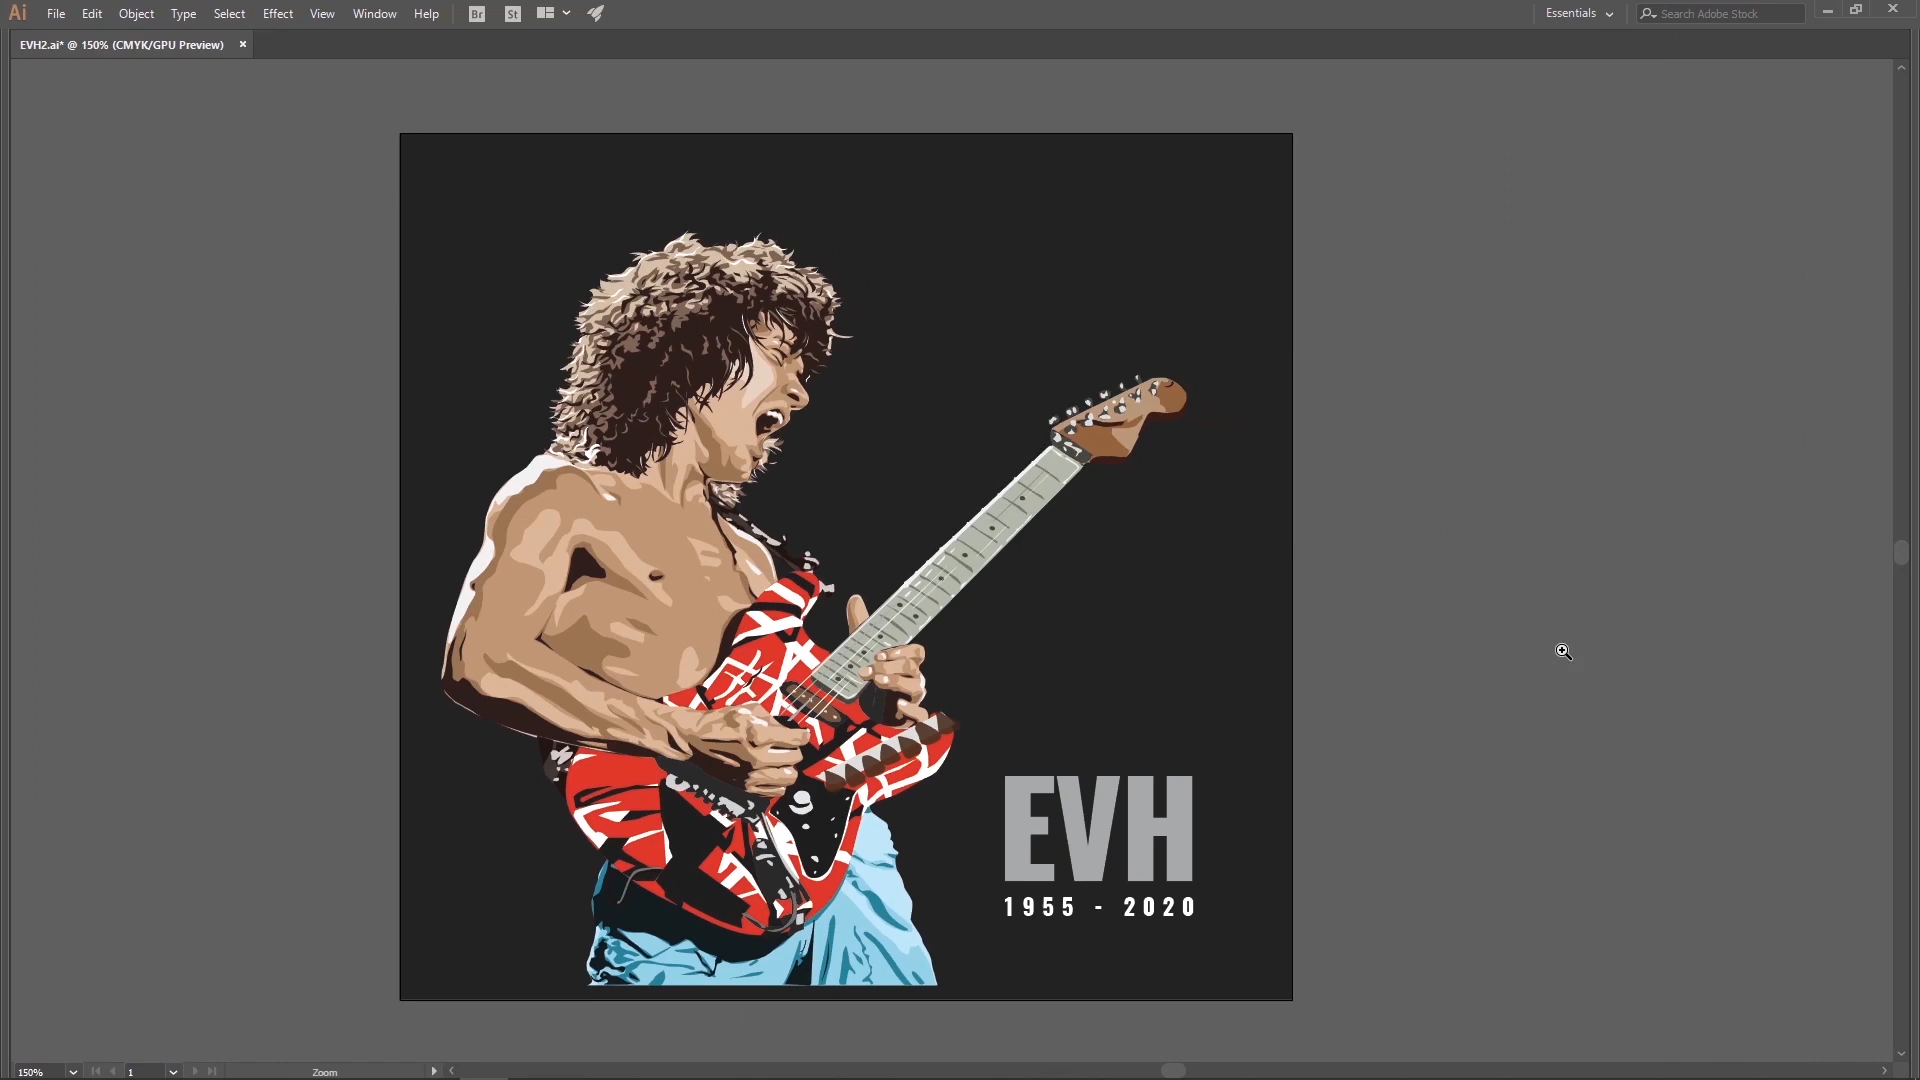 Ai File Edit Object Type Select Effect View Window Help Br St Essentials Search Adobe Stock
EVH2.ai* @ 150% (CMYK/GPU Preview)
EVH
1955 - 2020
150% 1 Zoom